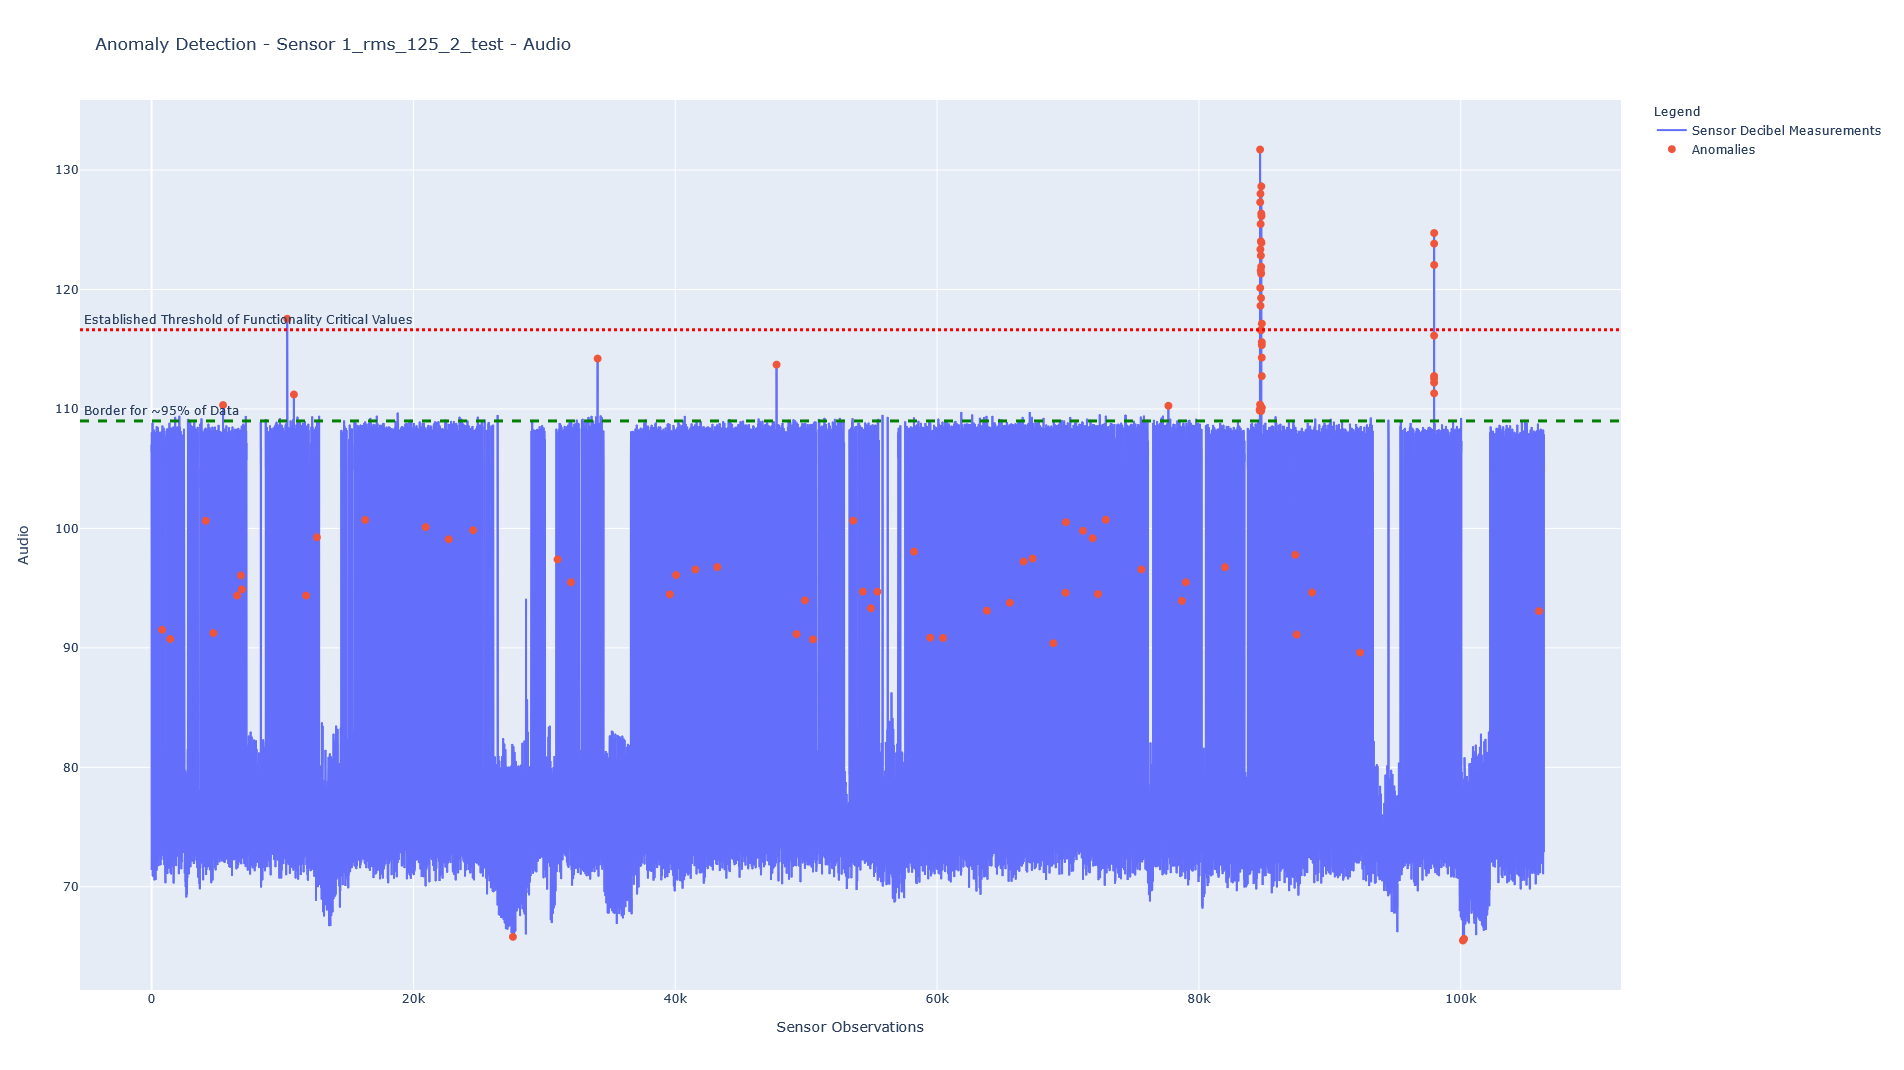 Anomaly Detection - Sensor 1_rms_125_2_test - Audio
Legend
Sensor Decibel Measurements
Anomalies
130
120
Established Threshold of Functionality Critical Values
110
Border for ~95% of Data
100
90
80
70
Audio
0
20k
40k
60k
80k
100k
Sensor Observations